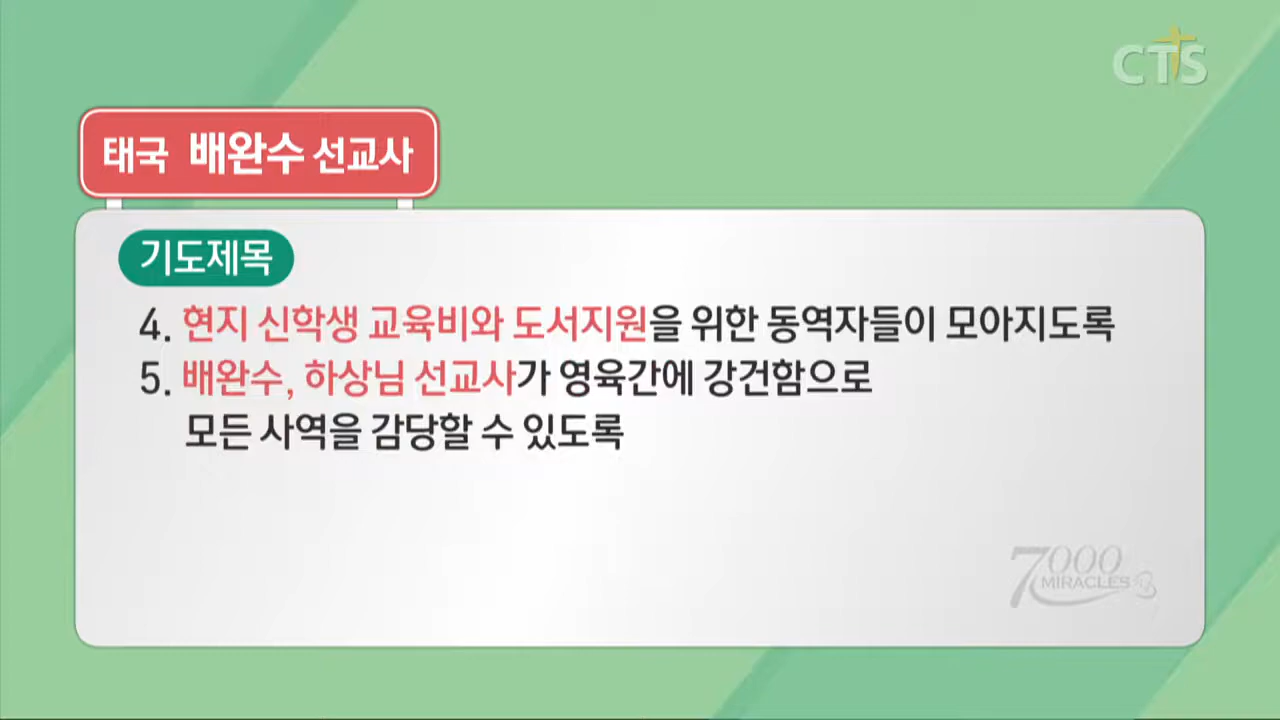 CTS
태국 배완수 선교사
기도제목
4. 현지 신학생 교육비와 도서지원을 위한 동역자들이 모아지도록
5. 배완수, 하상님 선교사가 영육간에 강건함으로
모든 사역을 감당할 수 있도록
7000
MIRACLES